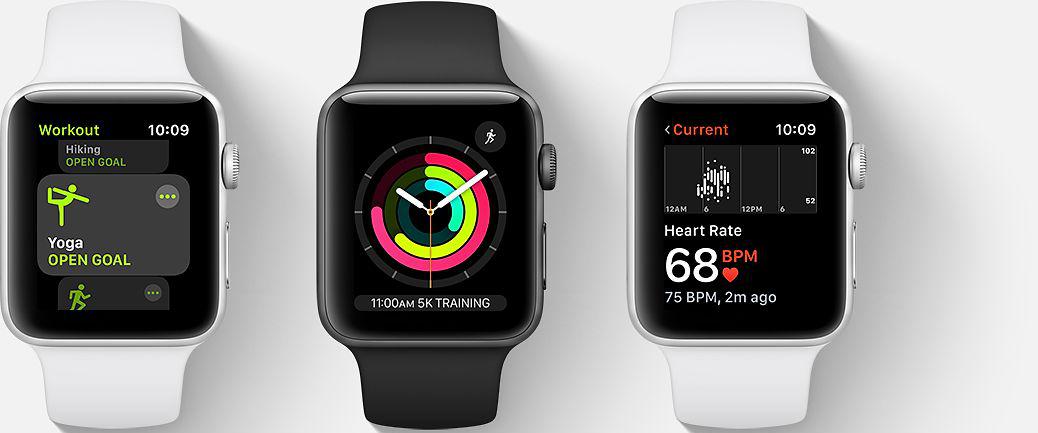 Workout 10:09
Hiking
OPEN GOAL
Yoga
OPEN GOAL
11:00AM 5K TRAINING
Current 10:09
102
52
12AM 6 12PM 6
Heart Rate
68 BPM
75 BPM, 2m ago